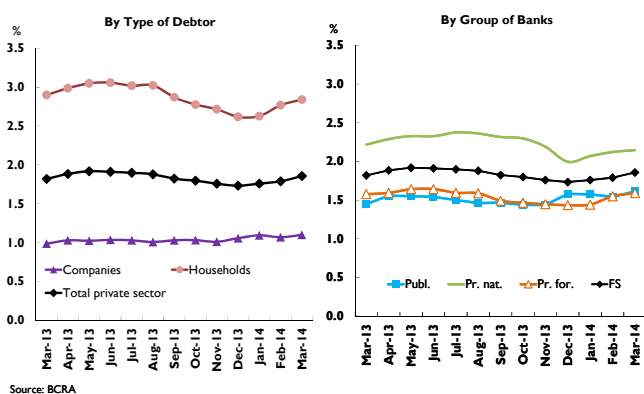 By Type of Debtor
%
3.5
3.0
2.5
2.0
1.5
1.0
0.5
0.0
Companies
Households
Total private sector
Mar-13
Apr-13
May-13
Jun-13
Jul-13
Aug-13
Sep-13
Oct-13
Nov-13
Dec-13
Jan-14
Feb-14
Mar-14
By Group of Banks
%
3.5
3.0
2.5
2.0
1.5
1.0
0.5
0.0
Publ.
Pr. nat.
Pr. for.
FS
Mar-13
Apr-13
May-13
Jun-13
Jul-13
Aug-13
Sep-13
Oct-13
Nov-13
Dec-13
Jan-14
Feb-14
Mar-14
Source: BCRA